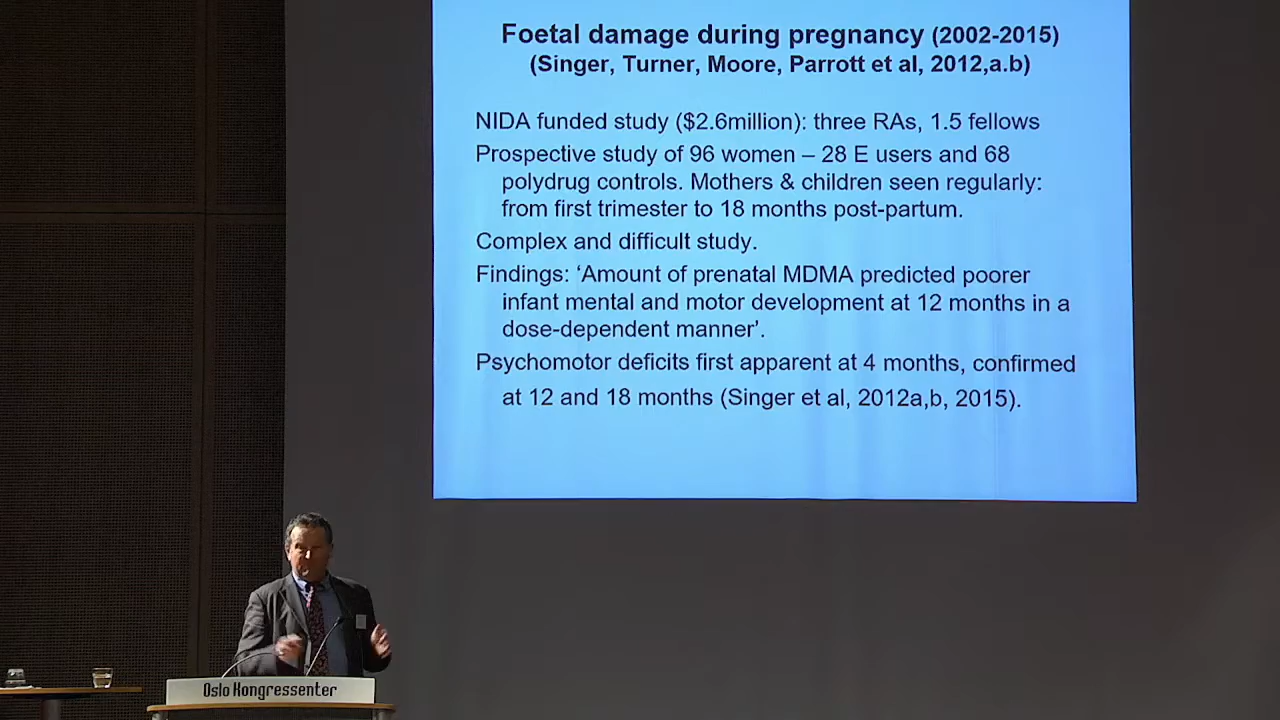 Foetal damage during pregnancy (2002-2015)
(Singer, Turner, Moore, Parrott et al, 2012,a.b)
NIDA funded study ($2.6million): three RAs, 1.5 fellows
Prospective study of 96 women – 28 E users and 68
polydrug controls. Mothers & children seen regularly:
from first trimester to 18 months post-partum.
Complex and difficult study.
Findings: ‘Amount of prenatal MDMA predicted poorer
infant mental and motor development at 12 months in a
dose-dependent manner’.
Psychomotor deficits first apparent at 4 months, confirmed
at 12 and 18 months (Singer et al, 2012a,b, 2015).
Oslo Kongressenter